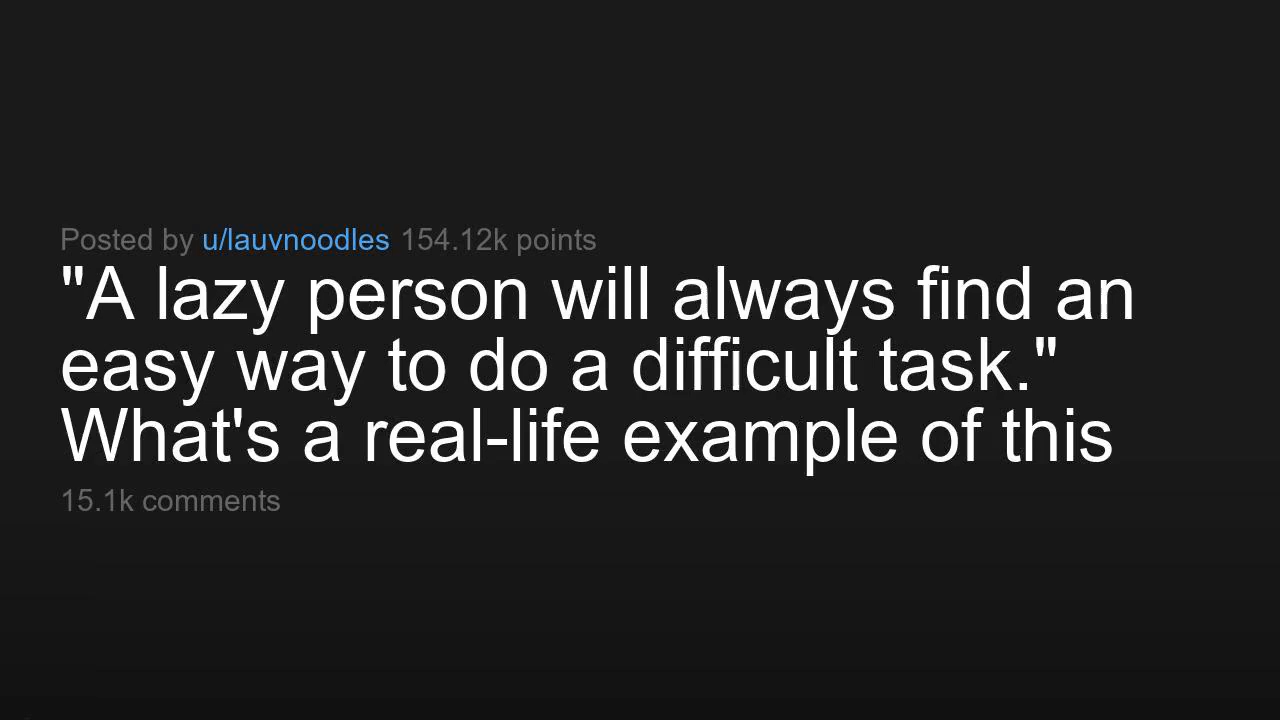 Posted by u/lauvnoodles 154.12k points
"A lazy person will always find an
easy way to do a difficult task."
What's a real-life example of this
15.1k comments